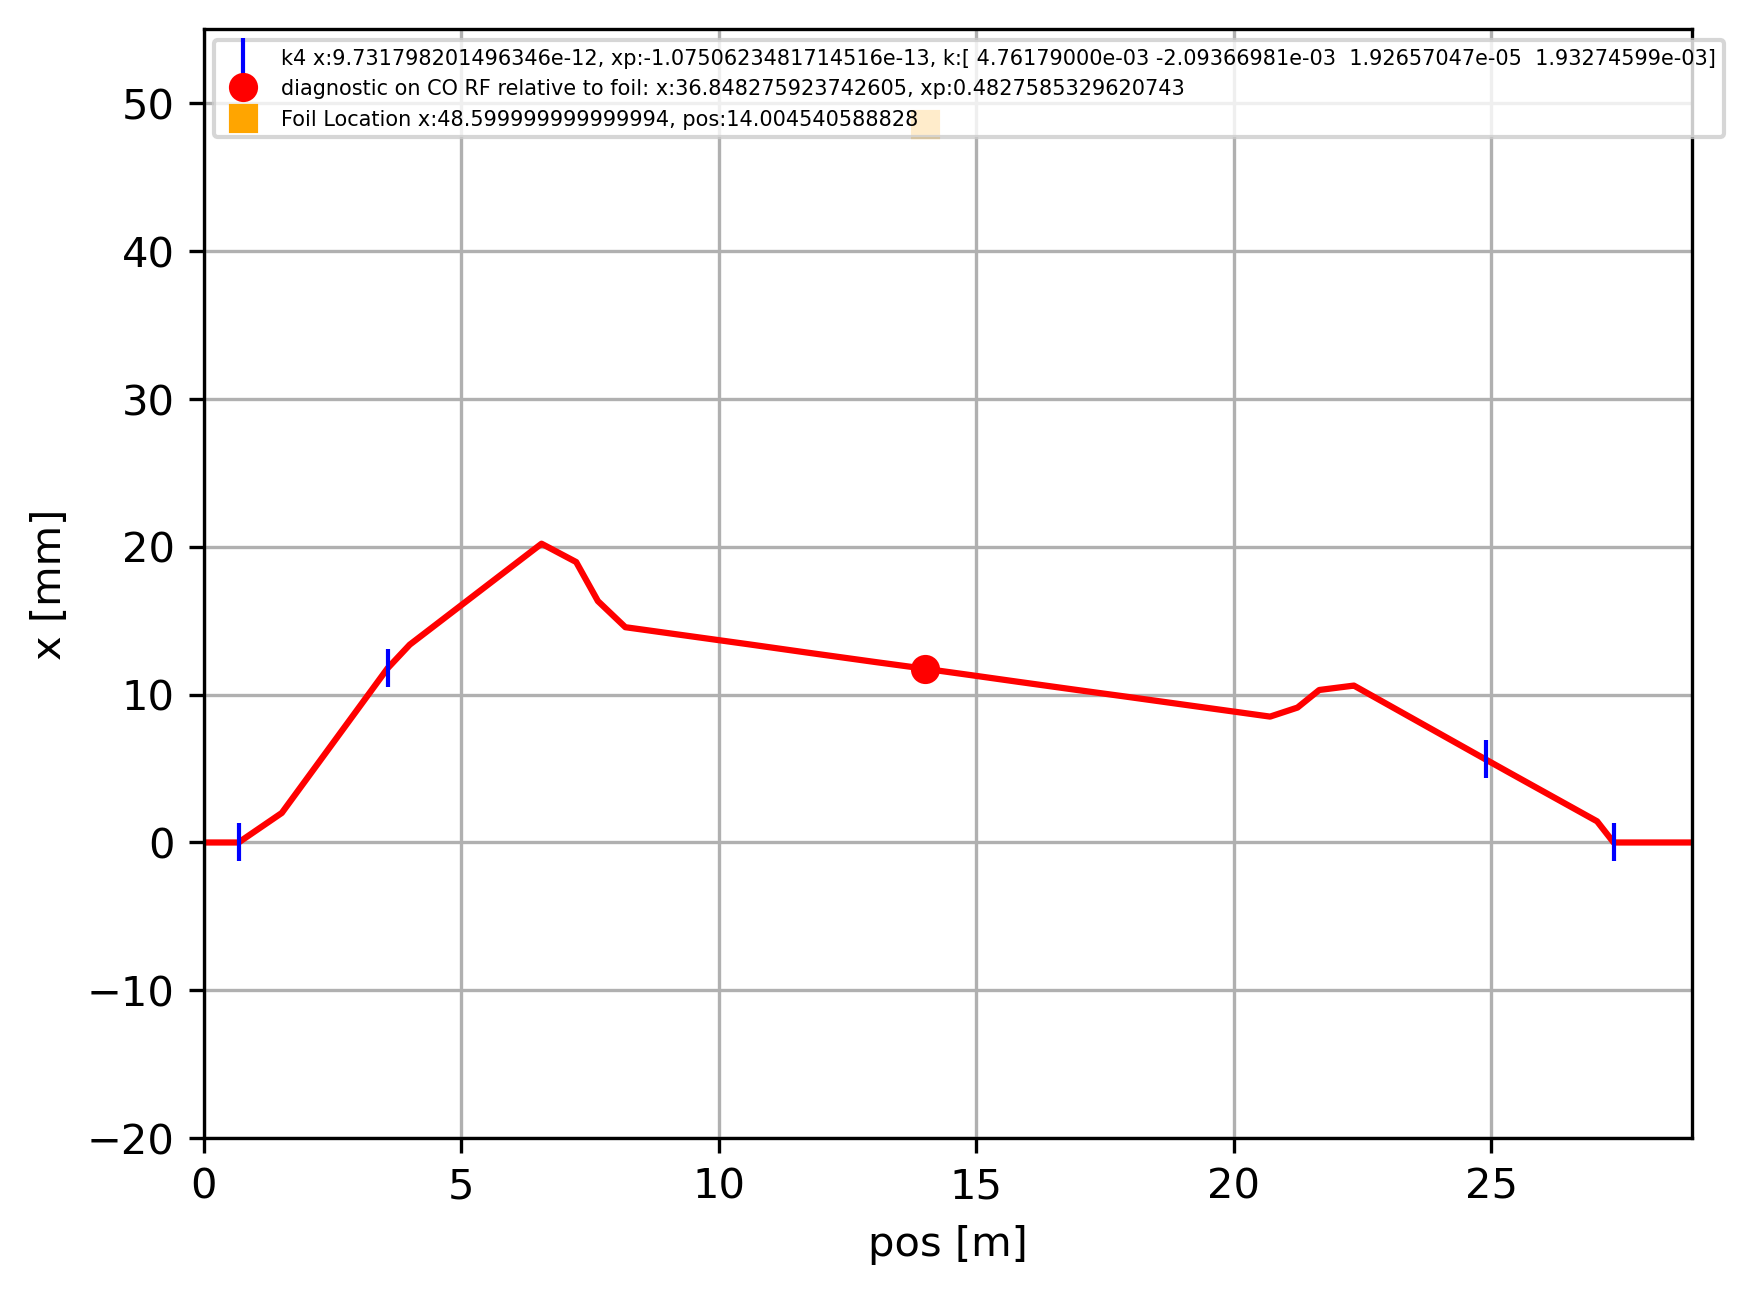 k4 x:9.731798201496346e-12, xp:-1.0750623481714516e-13, k:[ 4.76179000e-03 -2.09366981e-03  1.92657047e-05  1.93274599e-03]
diagnostic on CO RF relative to foil: x:36.848275923742605, xp:0.4827585329620743
Foil Location x:48.599999999999994, pos:14.004540588828
50
40
30
20
10
0
−10
−20
x [mm]
0 5 10 15 20 25
pos [m]